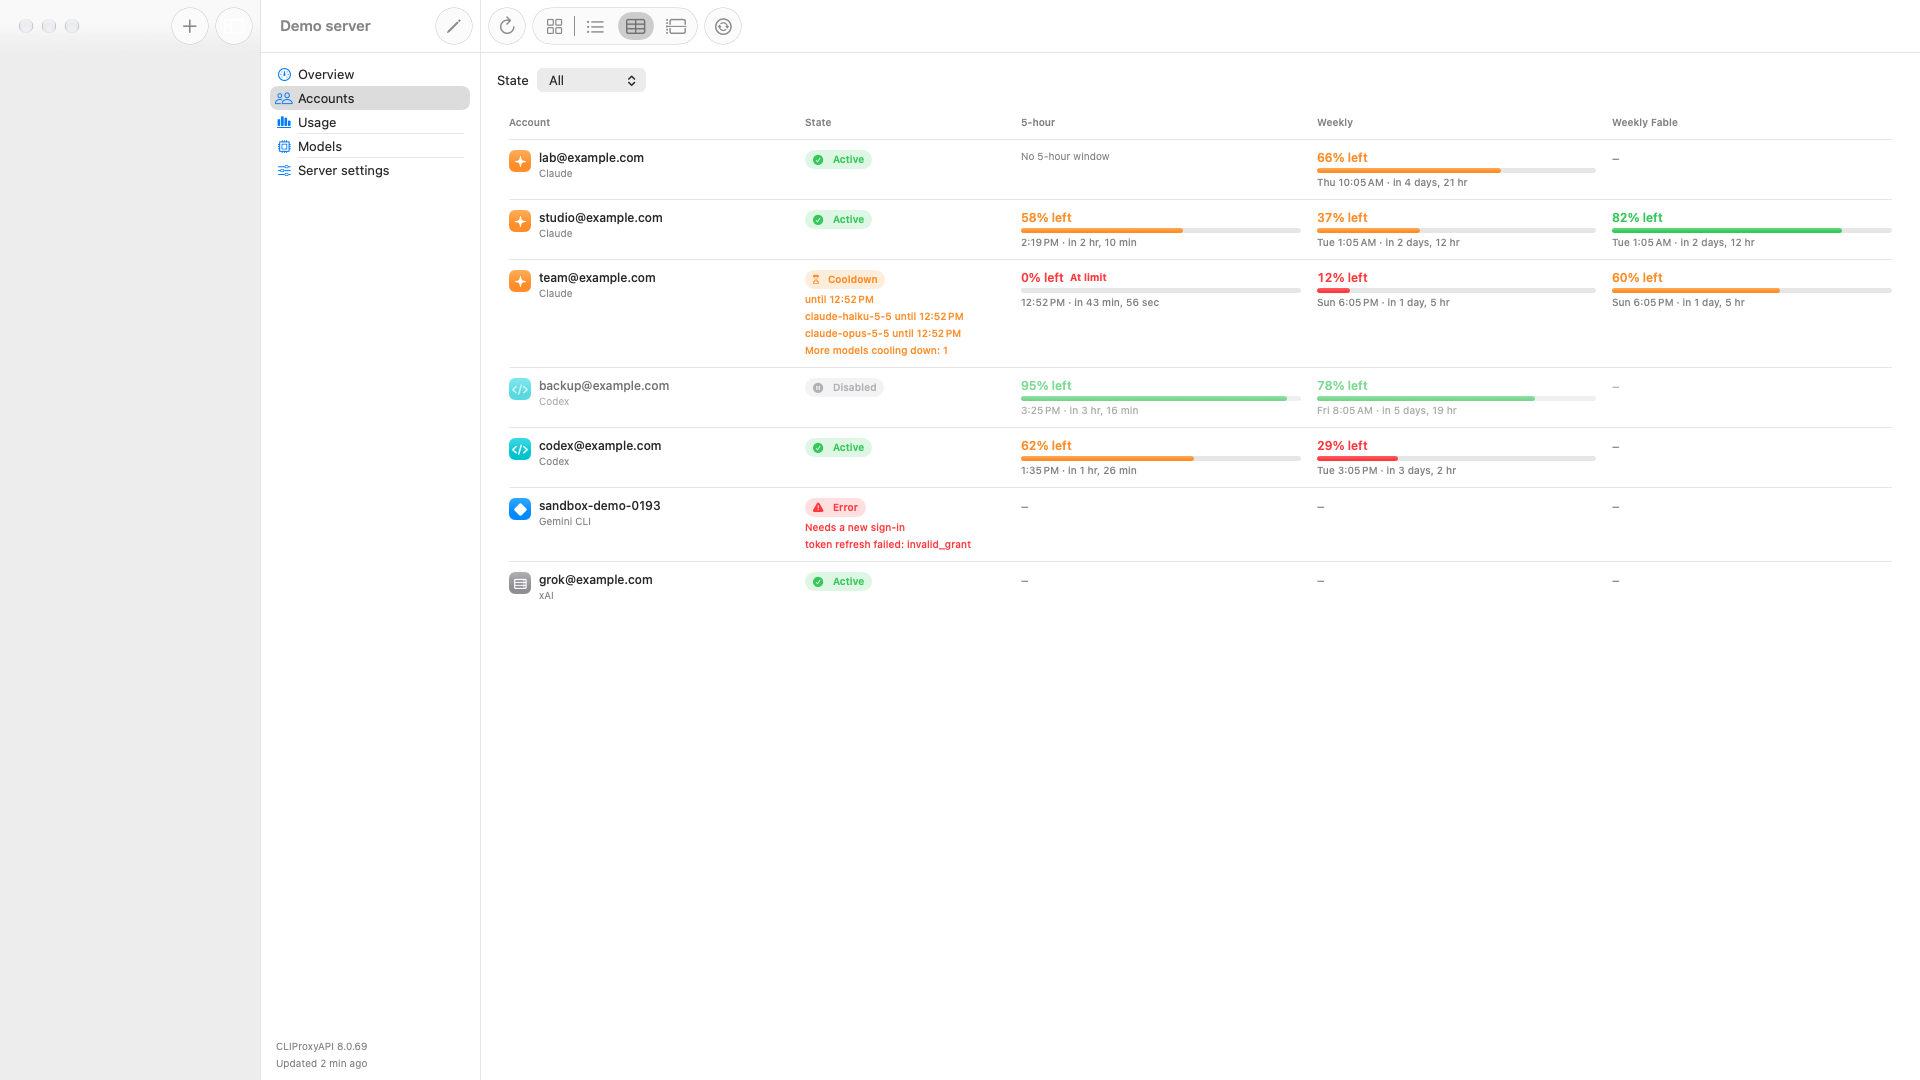 Demo server
Overview
Accounts
Usage
Models
Server settings
CLIProxyAPI 8.0.69
Updated 2 min ago
State All
Account State 5-hour Weekly Weekly Fable
lab@example.com
Claude
Active
No 5-hour window
66% left
Thu 10:05 AM · in 4 days, 21 hr
–
studio@example.com
Claude
Active
58% left
2:19 PM · in 2 hr, 10 min
37% left
Tue 1:05 AM · in 2 days, 12 hr
82% left
Tue 1:05 AM · in 2 days, 12 hr
team@example.com
Claude
Cooldown
until 12:52 PM
claude-haiku-5-5 until 12:52 PM
claude-opus-5-5 until 12:52 PM
More models cooling down: 1
0% left At limit
12:52 PM · in 43 min, 56 sec
12% left
Sun 6:05 PM · in 1 day, 5 hr
60% left
Sun 6:05 PM · in 1 day, 5 hr
backup@example.com
Codex
Disabled
95% left
3:25 PM · in 3 hr, 16 min
78% left
Fri 8:05 AM · in 5 days, 19 hr
–
codex@example.com
Codex
Active
62% left
1:35 PM · in 1 hr, 26 min
29% left
Tue 3:05 PM · in 3 days, 2 hr
–
sandbox-demo-0193
Gemini CLI
Error
Needs a new sign-in
token refresh failed: invalid_grant
–
–
–
grok@example.com
xAI
Active
–
–
–